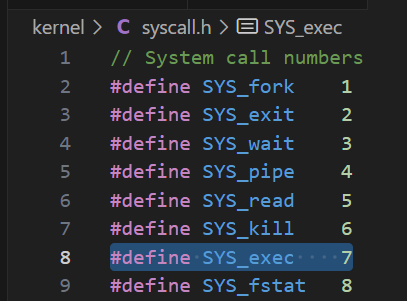 kernel > C syscall.h > SYS_exec
1 // System call numbers
2 #define SYS_fork 1
3 #define SYS_exit 2
4 #define SYS_wait 3
5 #define SYS_pipe 4
6 #define SYS_read 5
7 #define SYS_kill 6
8 #define SYS_exec 7
9 #define SYS_fstat 8